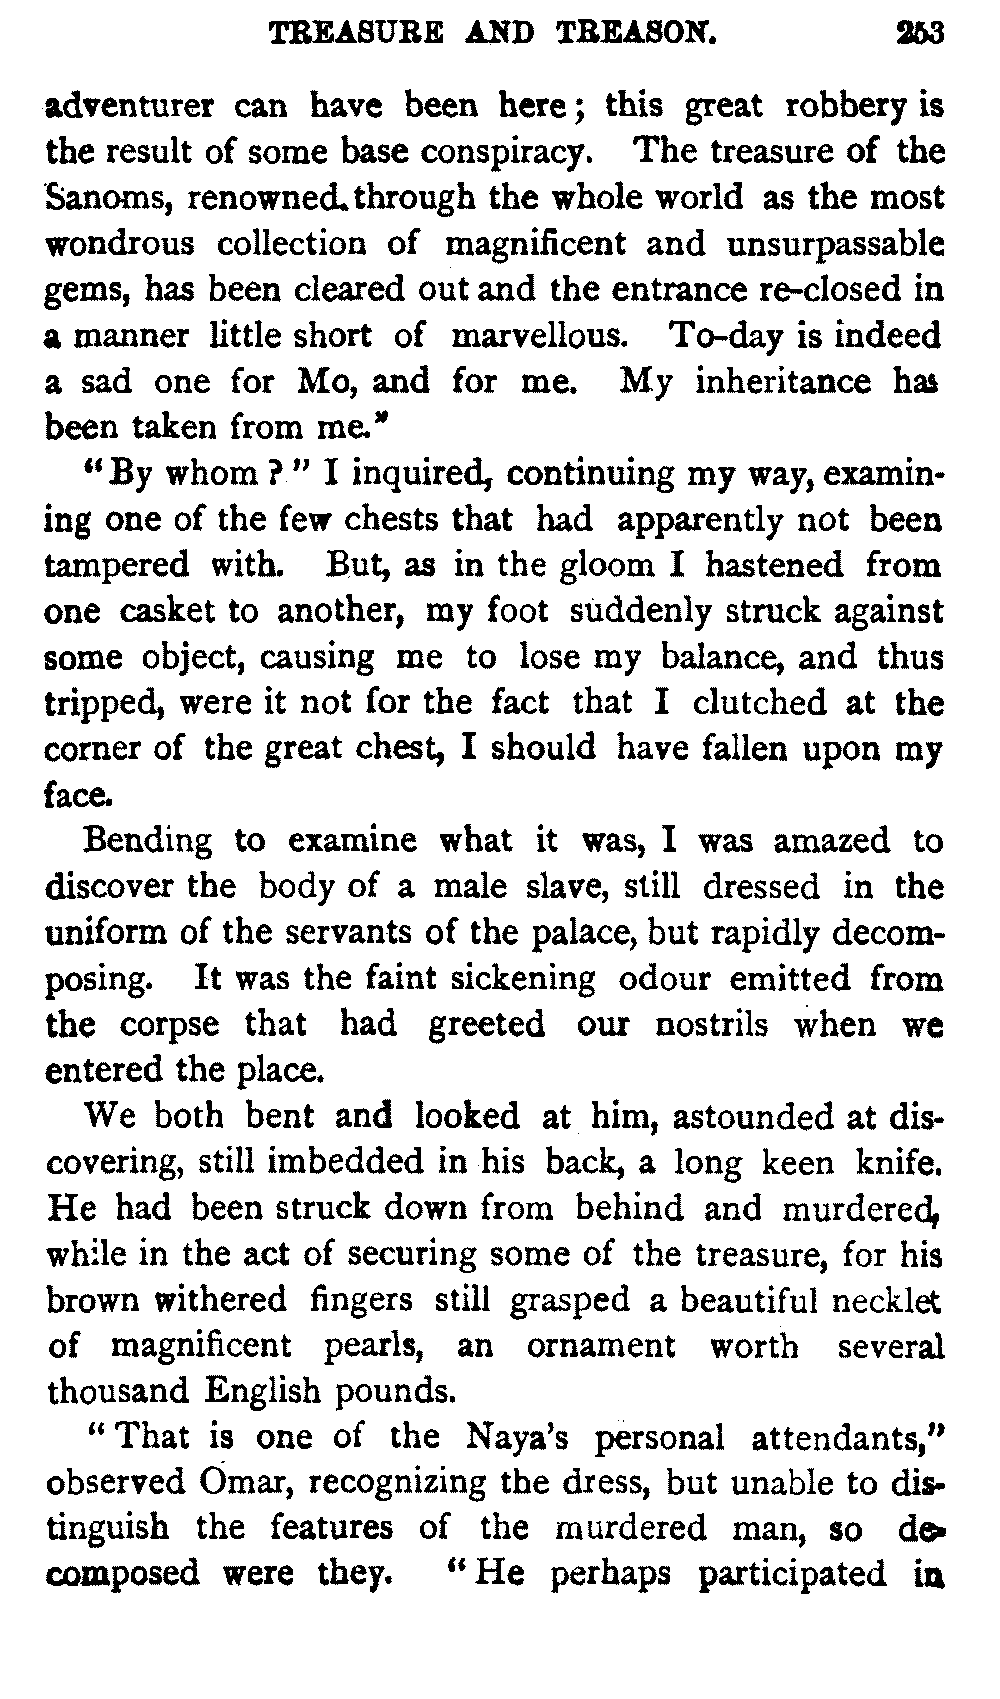 TREASURE AND TREASON. 253
adventurer can have been here; this great robbery is
the result of some base conspiracy. The treasure of the
Sanoms, renowned through the whole world as the most
wondrous collection of magnificent and unsurpassable
gems, has been cleared out and the entrance re-closed in
a manner little short of marvellous. To-day is indeed
a sad one for Mo, and for me. My inheritance has
been taken from me."
"By whom?" I inquired, continuing my way, examin-
ing one of the few chests that had apparently not been
tampered with. But, as in the gloom I hastened from
one casket to another, my foot suddenly struck against
some object, causing me to lose my balance, and thus
tripped, were it not for the fact that I clutched at the
corner of the great chest, I should have fallen upon my
face.
Bending to examine what it was, I was amazed to
discover the body of a male slave, still dressed in the
uniform of the servants of the palace, but rapidly decom-
posing. It was the faint sickening odour emitted from
the corpse that had greeted our nostrils when we
entered the place.
We both bent and looked at him, astounded at dis-
covering, still imbedded in his back, a long keen knife.
He had been struck down from behind and murdered,
while in the act of securing some of the treasure, for his
brown withered fingers still grasped a beautiful necklet
of magnificent pearls, an ornament worth several
thousand English pounds.
"That is one of the Naya's personal attendants,"
observed Omar, recognizing the dress, but unable to dis-
tinguish the features of the murdered man, so de-
composed were they. "He perhaps participated in